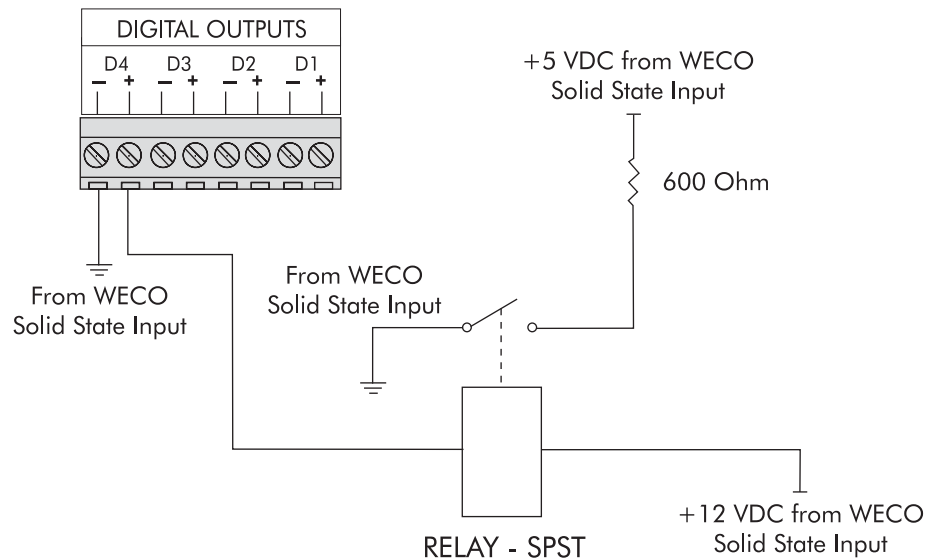 DIGITAL OUTPUTS
D4 D3 D2 D1
– + – + – + – +
+5 VDC from WECO
Solid State Input
600 Ohm
From WECO
Solid State Input
From WECO
Solid State Input
RELAY - SPST
+12 VDC from WECO
Solid State Input